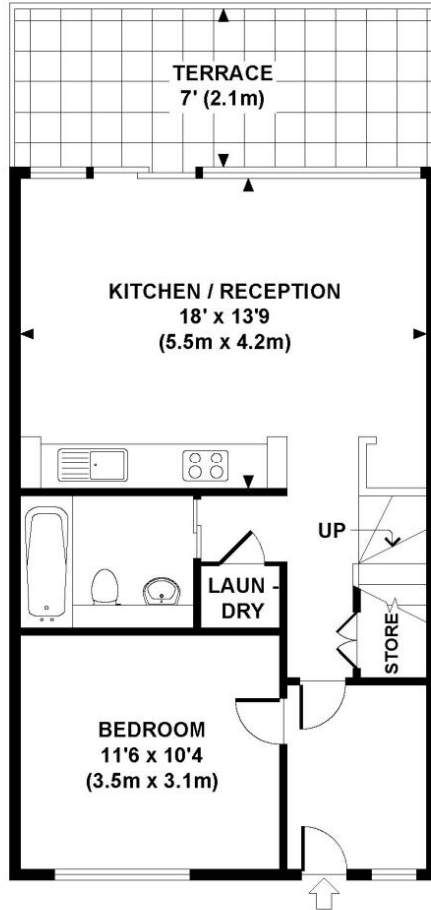 TERRACE
7' (2.1m)
KITCHEN / RECEPTION
18' x 13'9
(5.5m x 4.2m)
UP
LAUN -
DRY
STORE
BEDROOM
11'6 x 10'4
(3.5m x 3.1m)